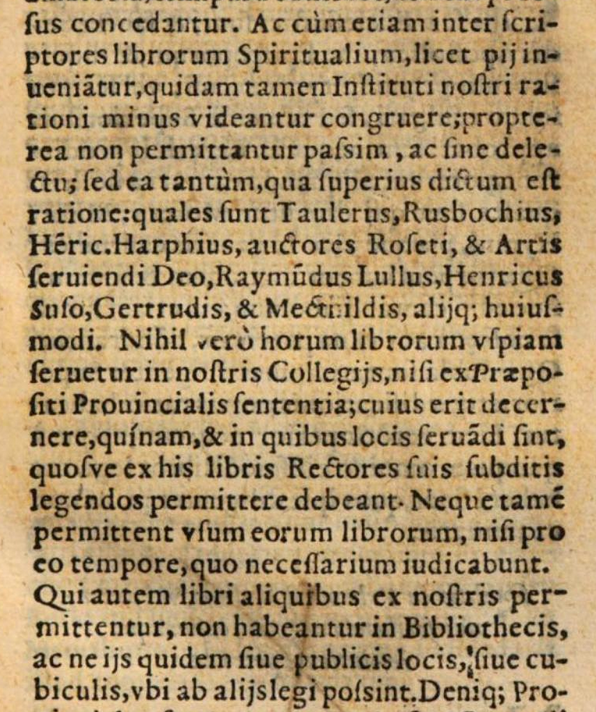 sus concedantur. Ac cùm etiam inter scri-
ptores librorum Spiritualium, licet pij in-
ueniãtur, quidam tamen Instituti nostri ra-
tioni minus videantur congruere; propte-
rea non permittantur passim, ac sine dele-
ctu; sed ea tantùm, qua superius dictum est
ratione: quales sunt Taulerus, Rusbochius,
Hẽric. Harphius, auctores Roseti, & Artis
seruiendi Deo, Raymũdus Lullus, Henricus
Suso, Gertrudis, & Mectildis, alijq; huius-
modi. Nihil verò horum librorum vspiam
seruetur in nostris Collegijs, nisi ex Præpo-
siti Prouincialis sententia; cuius erit decer-
nere, quínam, & in quibus locis seruãdi sint,
quosve ex his libris Rectores suis subditis
legendos permittere debeant. Neque tamẽ
permittent vsum eorum librorum, nisi pro
eo tempore, quo necessarium iudicabunt.
Qui autem libri aliquibus ex nostris per-
mittentur, non habeantur in Bibliothecis,
ac ne ijs quidem siue publicis locis, siue cu-
biculis, vbi ab alijs legi possint. Deniq; Pro-